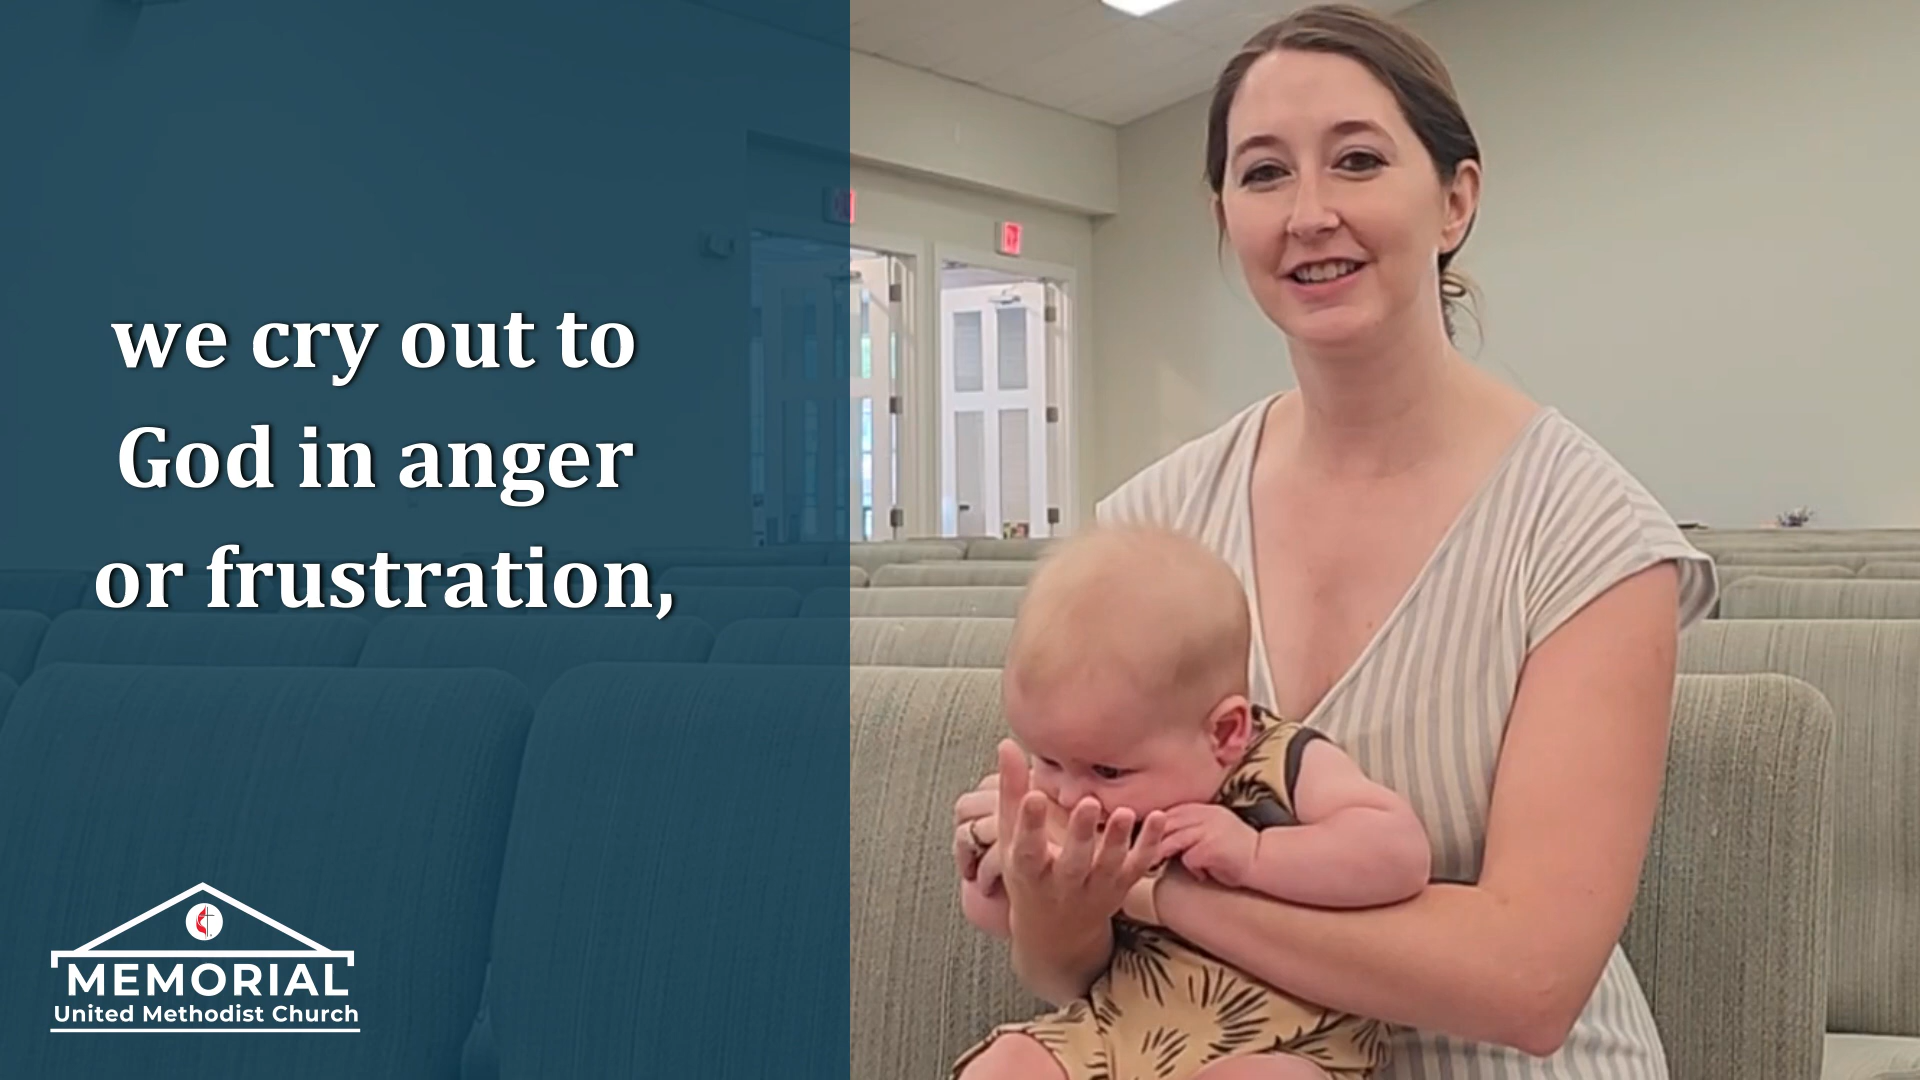 we cry out to
God in anger
or frustration,
MEMORIAL
United Methodist Church